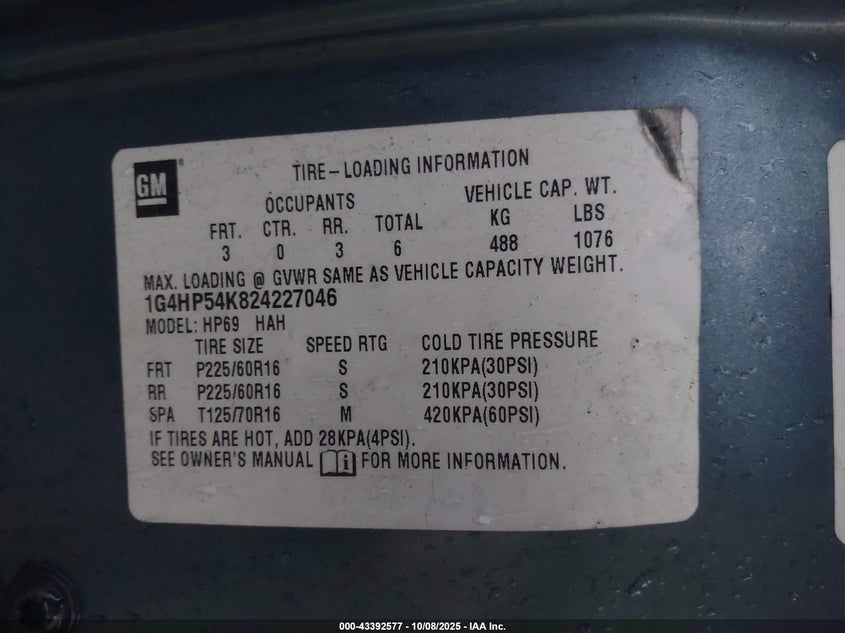 GM
TIRE-LOADING INFORMATION
OCCUPANTS VEHICLE CAP. WT.
FRT. CTR. RR. TOTAL KG LBS
3 0 3 6 488 1076
MAX. LOADING @ GVWR SAME AS VEHICLE CAPACITY WEIGHT.
1G4HP54K824227046
MODEL: HP69 HAH
TIRE SIZE SPEED RTG COLD TIRE PRESSURE
FRT P225/60R16 S 210KPA(30PSI)
RR P225/60R16 S 210KPA(30PSI)
SPA T125/70R16 M 420KPA(60PSI)
IF TIRES ARE HOT, ADD 28KPA(4PSI).
SEE OWNER'S MANUAL i FOR MORE INFORMATION.
000-43392577 - 10/08/2025 - IAA Inc.